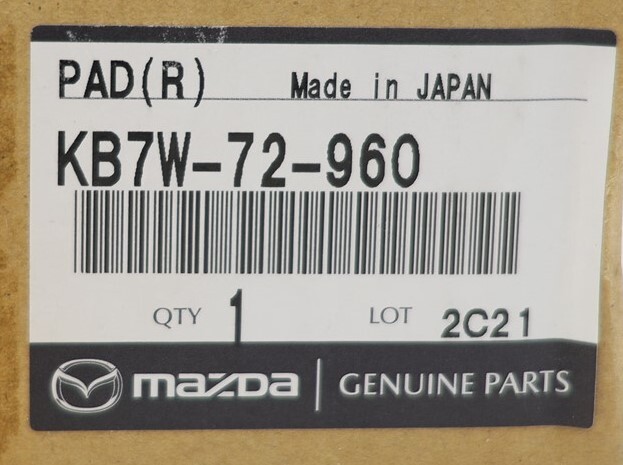 PAD(R) Made in JAPAN
KB7W-72-960
QTY 1 LOT 2C21
mazda | GENUINE PARTS